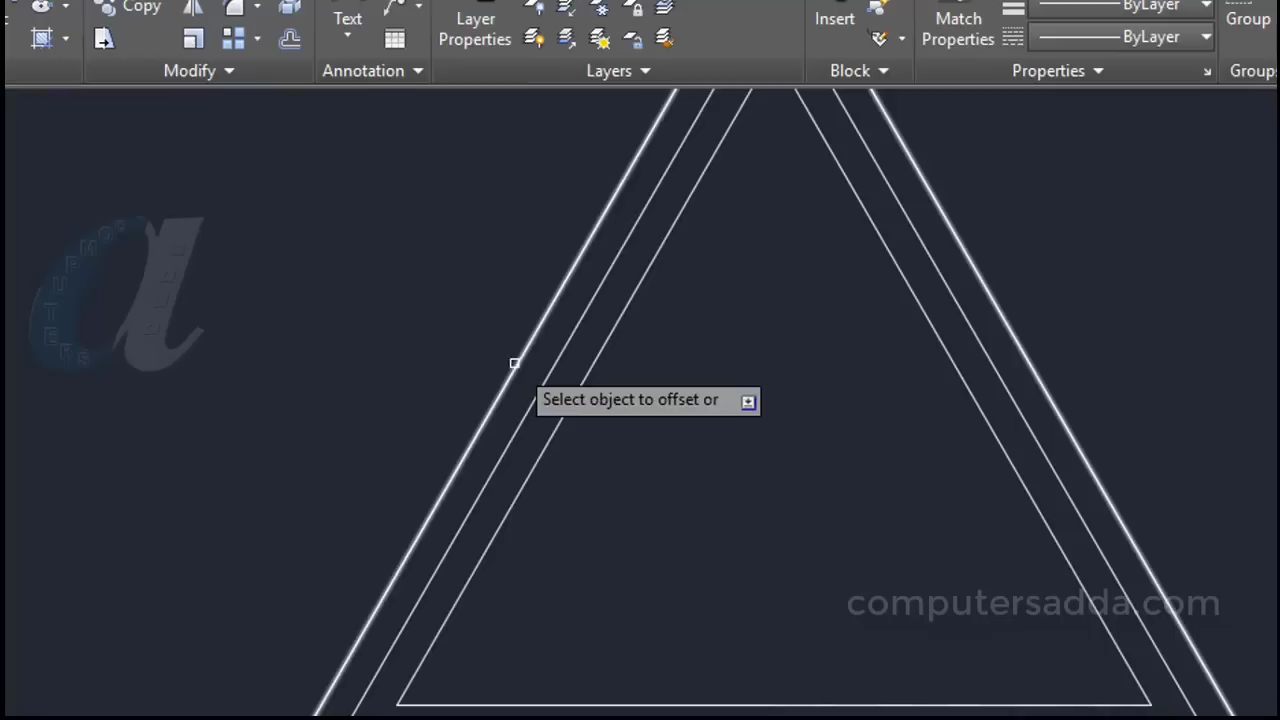 Copy
Text
Layer
Properties
Insert
Match
Properties
ByLayer
ByLayer
Group
Modify
Annotation
Layers
Block
Properties
Group
Select object to offset or
COMPUTERS
computersadda.com